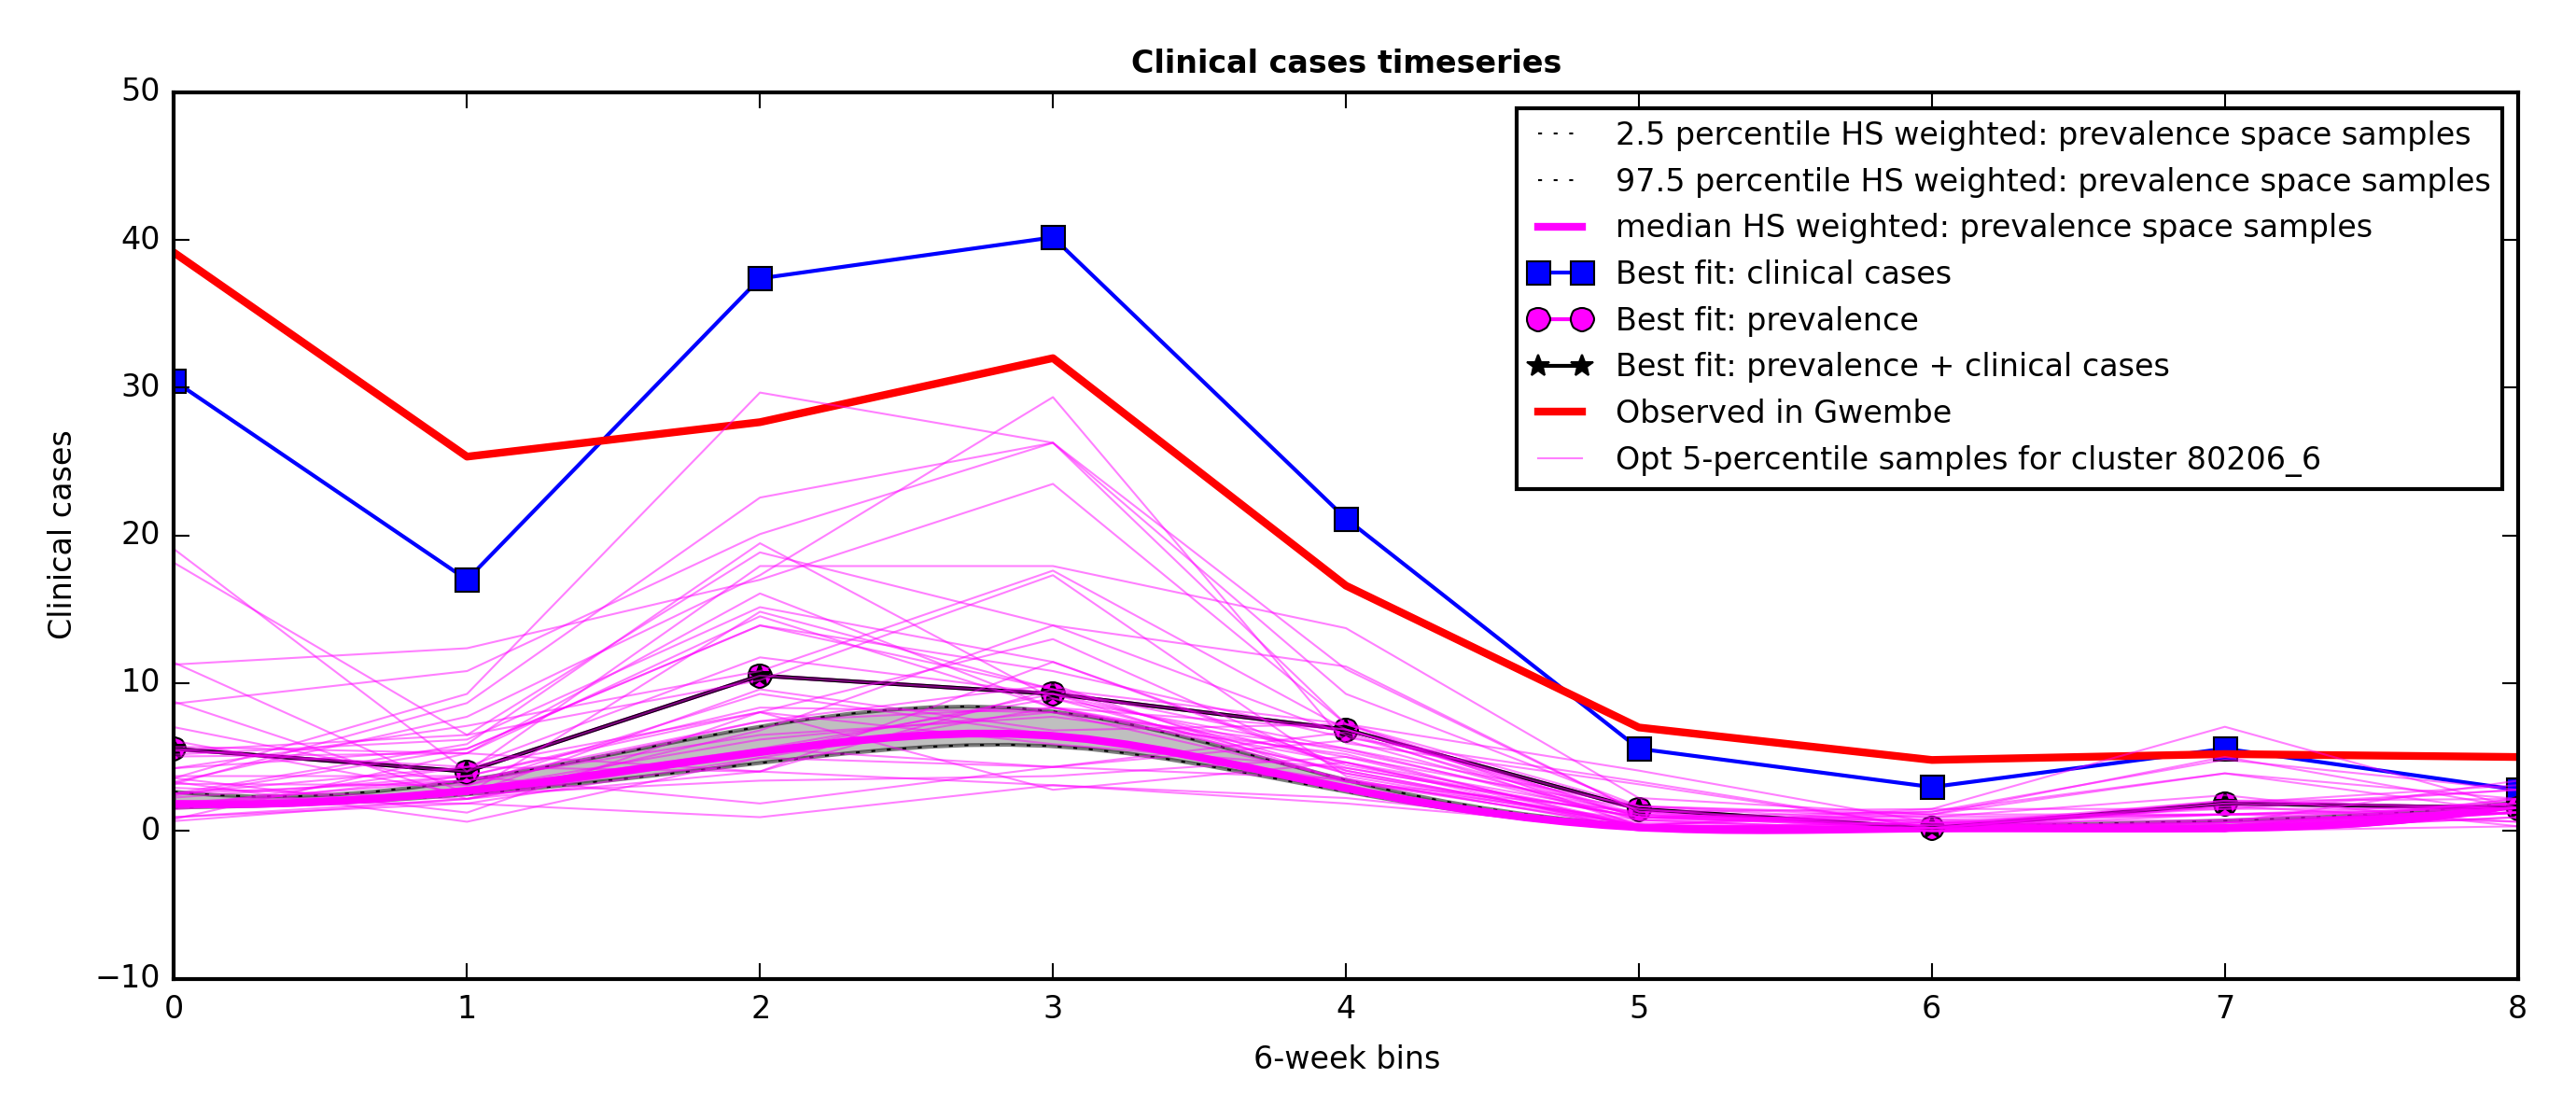 Clinical cases timeseries
50
40
30
20
10
0
−10
Clinical cases
2.5 percentile HS weighted: prevalence space samples
97.5 percentile HS weighted: prevalence space samples
median HS weighted: prevalence space samples
Best fit: clinical cases
Best fit: prevalence
Best fit: prevalence + clinical cases
Observed in Gwembe
Opt 5-percentile samples for cluster 80206_6
0 1 2 3 4 5 6 7 8
6-week bins